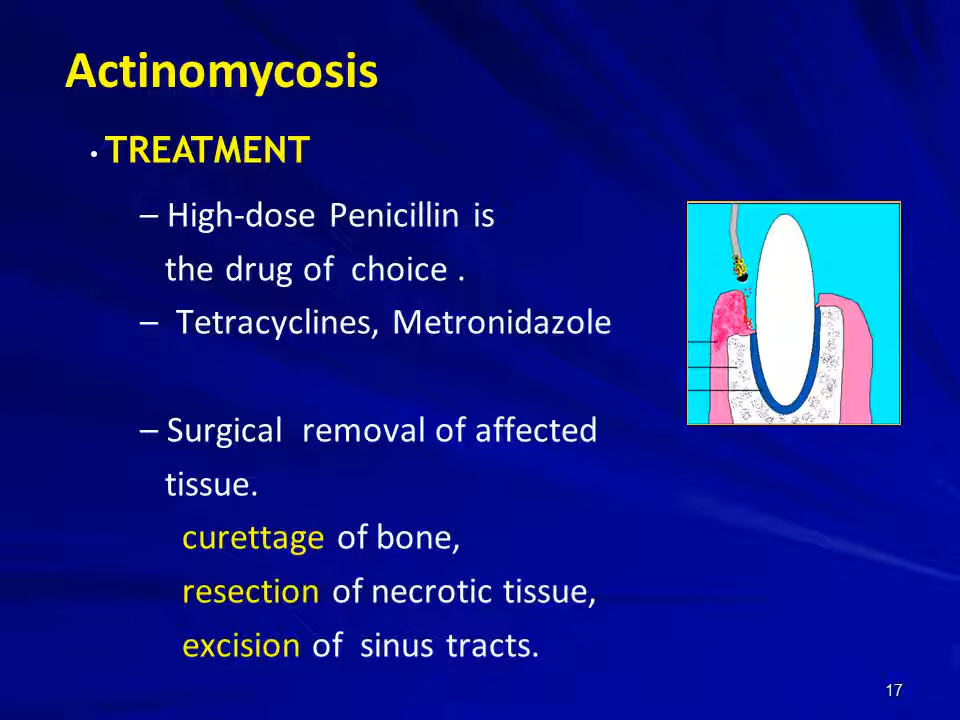 Actinomycosis
• TREATMENT
– High-dose Penicillin is
the drug of choice .
– Tetracyclines, Metronidazole
– Surgical removal of affected
tissue.
curettage of bone,
resection of necrotic tissue,
excision of sinus tracts.
17